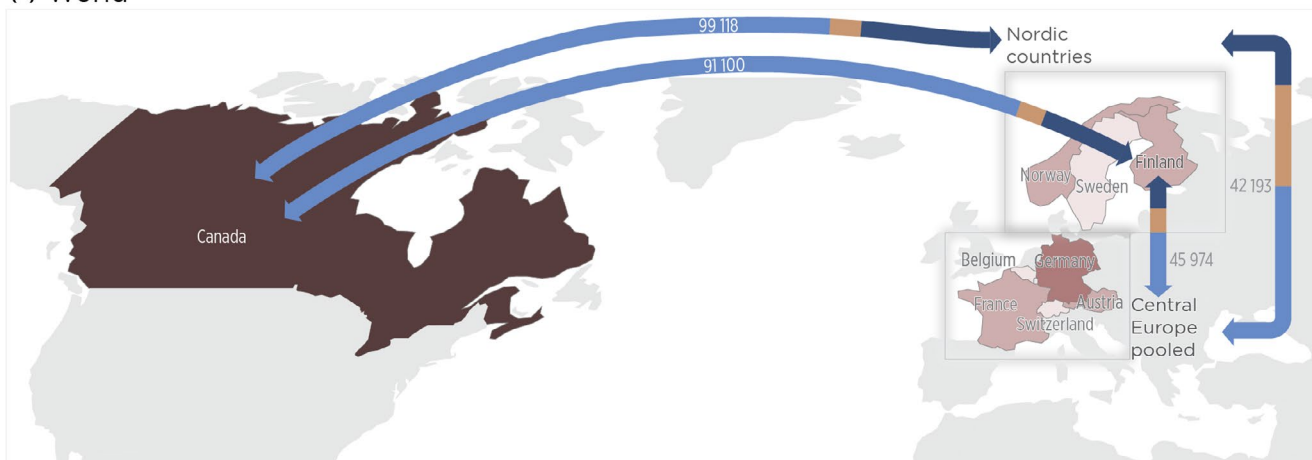 99 118
Nordic
countries
91 100
Finland
Norway
Sweden
42 193
Canada
Belgium
Germany
45 974
France
Austria
Central
Switzerland
Europe
pooled